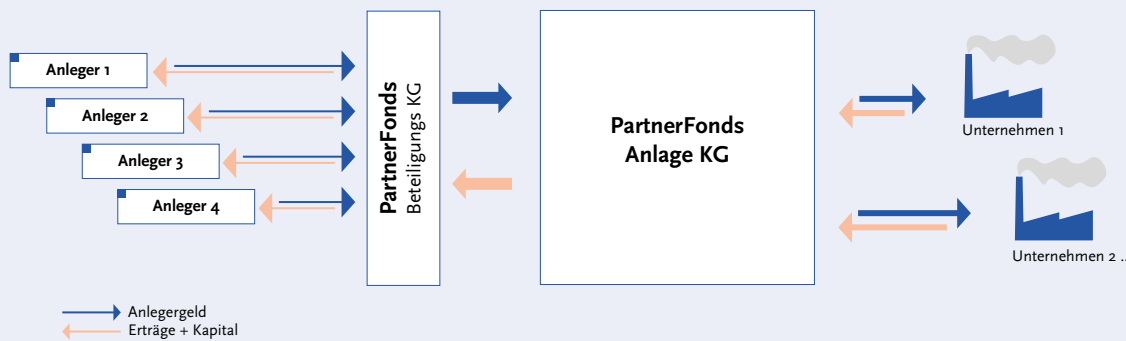 Anleger 1
Anleger 2
Anleger 3
Anleger 4
PartnerFonds
Beteiligungs KG
PartnerFonds
Anlage KG
Unternehmen 1
Unternehmen 2 ..
Anlegergeld
Erträge + Kapital